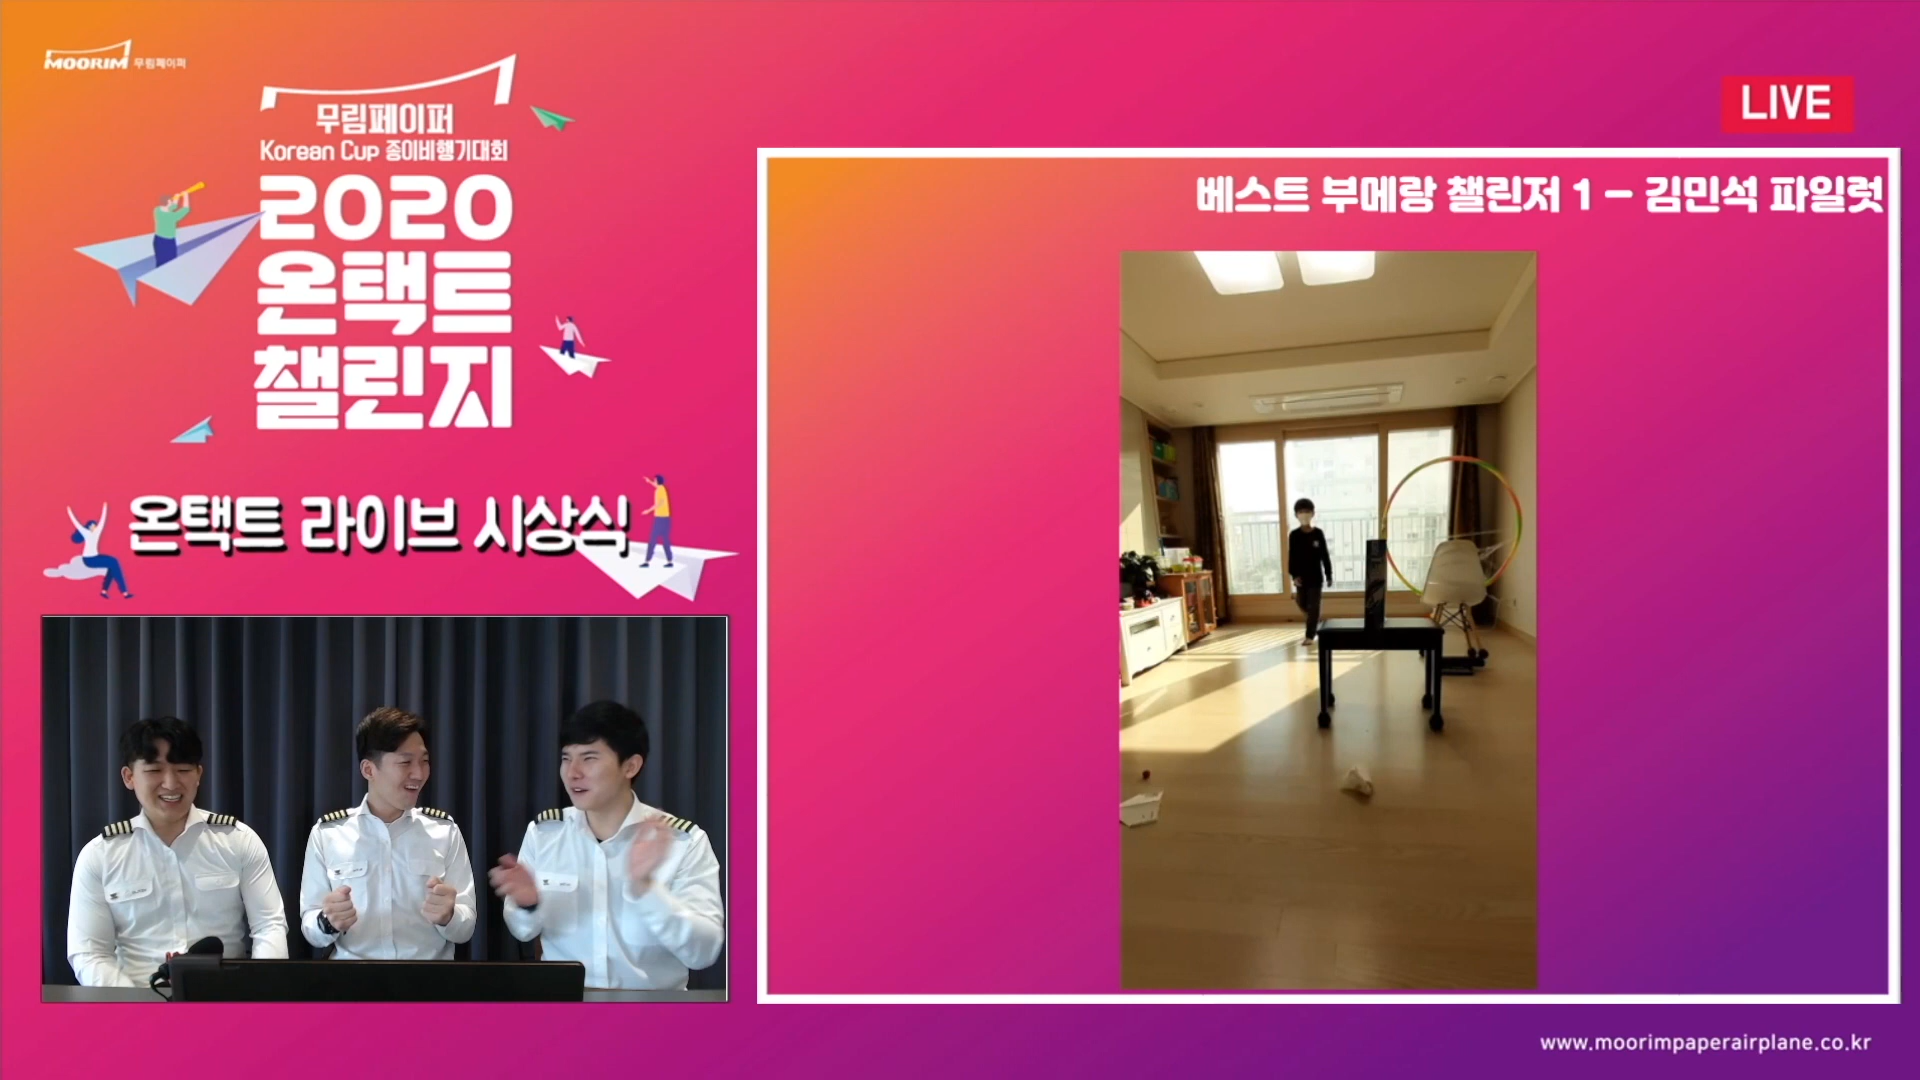 MOORIM 무림페이퍼
무림페이퍼
Korean Cup 종이비행기대회
2020
온택트
챌린지
온택트 라이브 시상식
LIVE
베스트 부메랑 챌린저 1 – 김민석 파일럿
www.moorimpaperairplane.co.kr